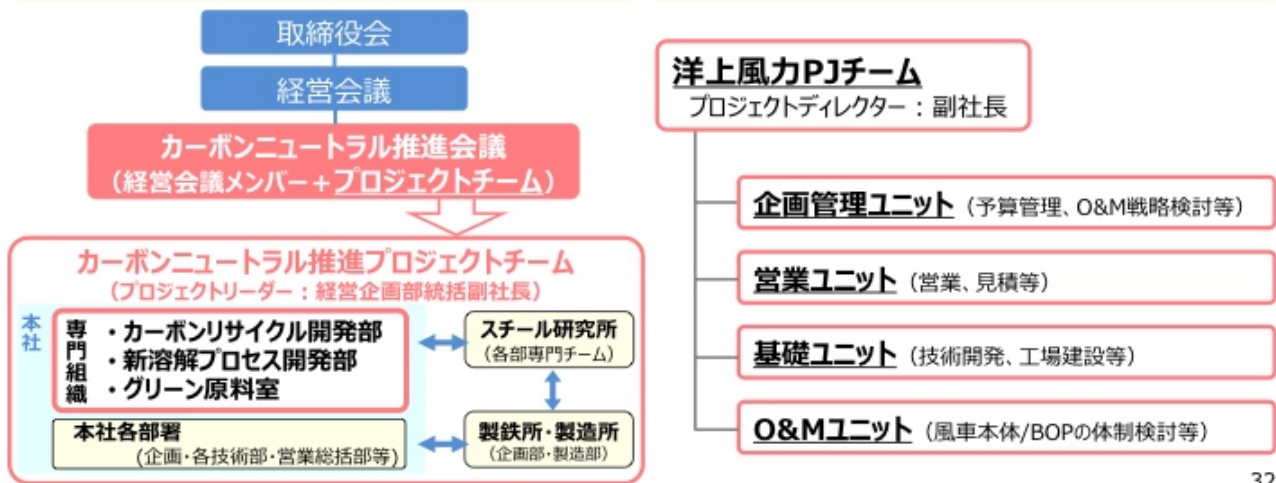 取締役会
経営会議
カーボンニュートラル推進会議
(経営会議メンバー+プロジェクトチーム)
カーボンニュートラル推進プロジェクトチーム
(プロジェクトリーダー:経営企画部統括副社長)
本社
専門組織
・カーボンリサイクル開発部
・新溶解プロセス開発部
・グリーン原料室
スチール研究所
(各部専門チーム)
本社各部署
(企画・各技術部・営業総括部等)
製鉄所・製造所
(企画部・製造部)
洋上風力PJチーム
プロジェクトディレクター:副社長
企画管理ユニット(予算管理、O&M戦略検討等)
営業ユニット(営業、見積等)
基礎ユニット(技術開発、工場建設等)
O&Mユニット(風車本体/BOPの体制検討等)
32